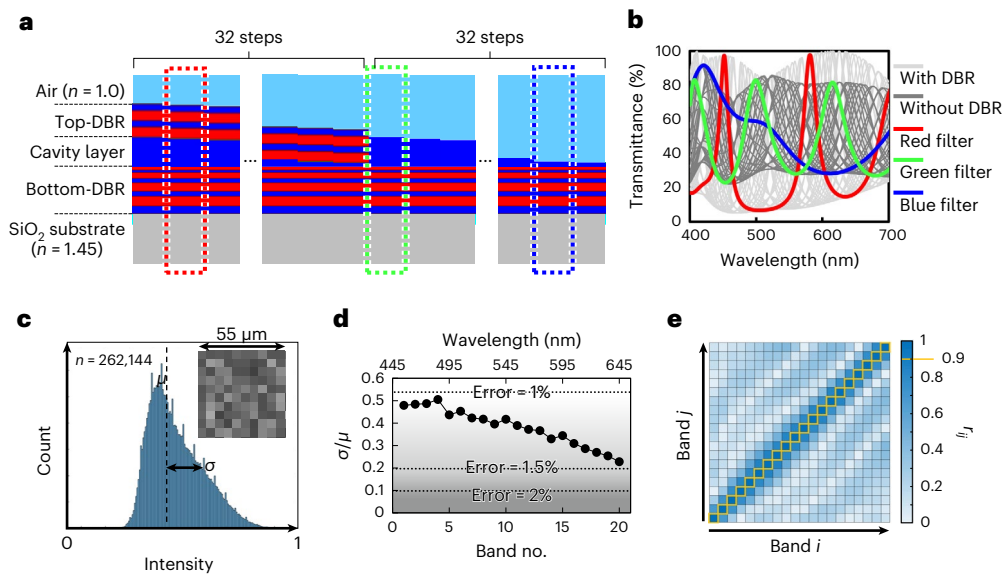 a
32 steps
32 steps
Air (n = 1.0)
Top-DBR
Cavity layer
Bottom-DBR
SiO2 substrate
(n = 1.45)
...
...
b
Transmittance (%)
100
80
60
40
20
0
400
500
600
700
Wavelength (nm)
With DBR
Without DBR
Red filter
Green filter
Blue filter
c
n = 262,144
55 μm
μ
σ
Count
0
1
Intensity
d
Wavelength (nm)
445
495
545
595
645
0.6
0.5
0.4
0.3
0.2
0.1
0
σ/μ
Error = 1%
Error = 1.5%
Error = 2%
0
5
10
15
20
Band no.
e
Band j
Band i
1
0.9
0.8
0.6
0.4
0.2
0
rij